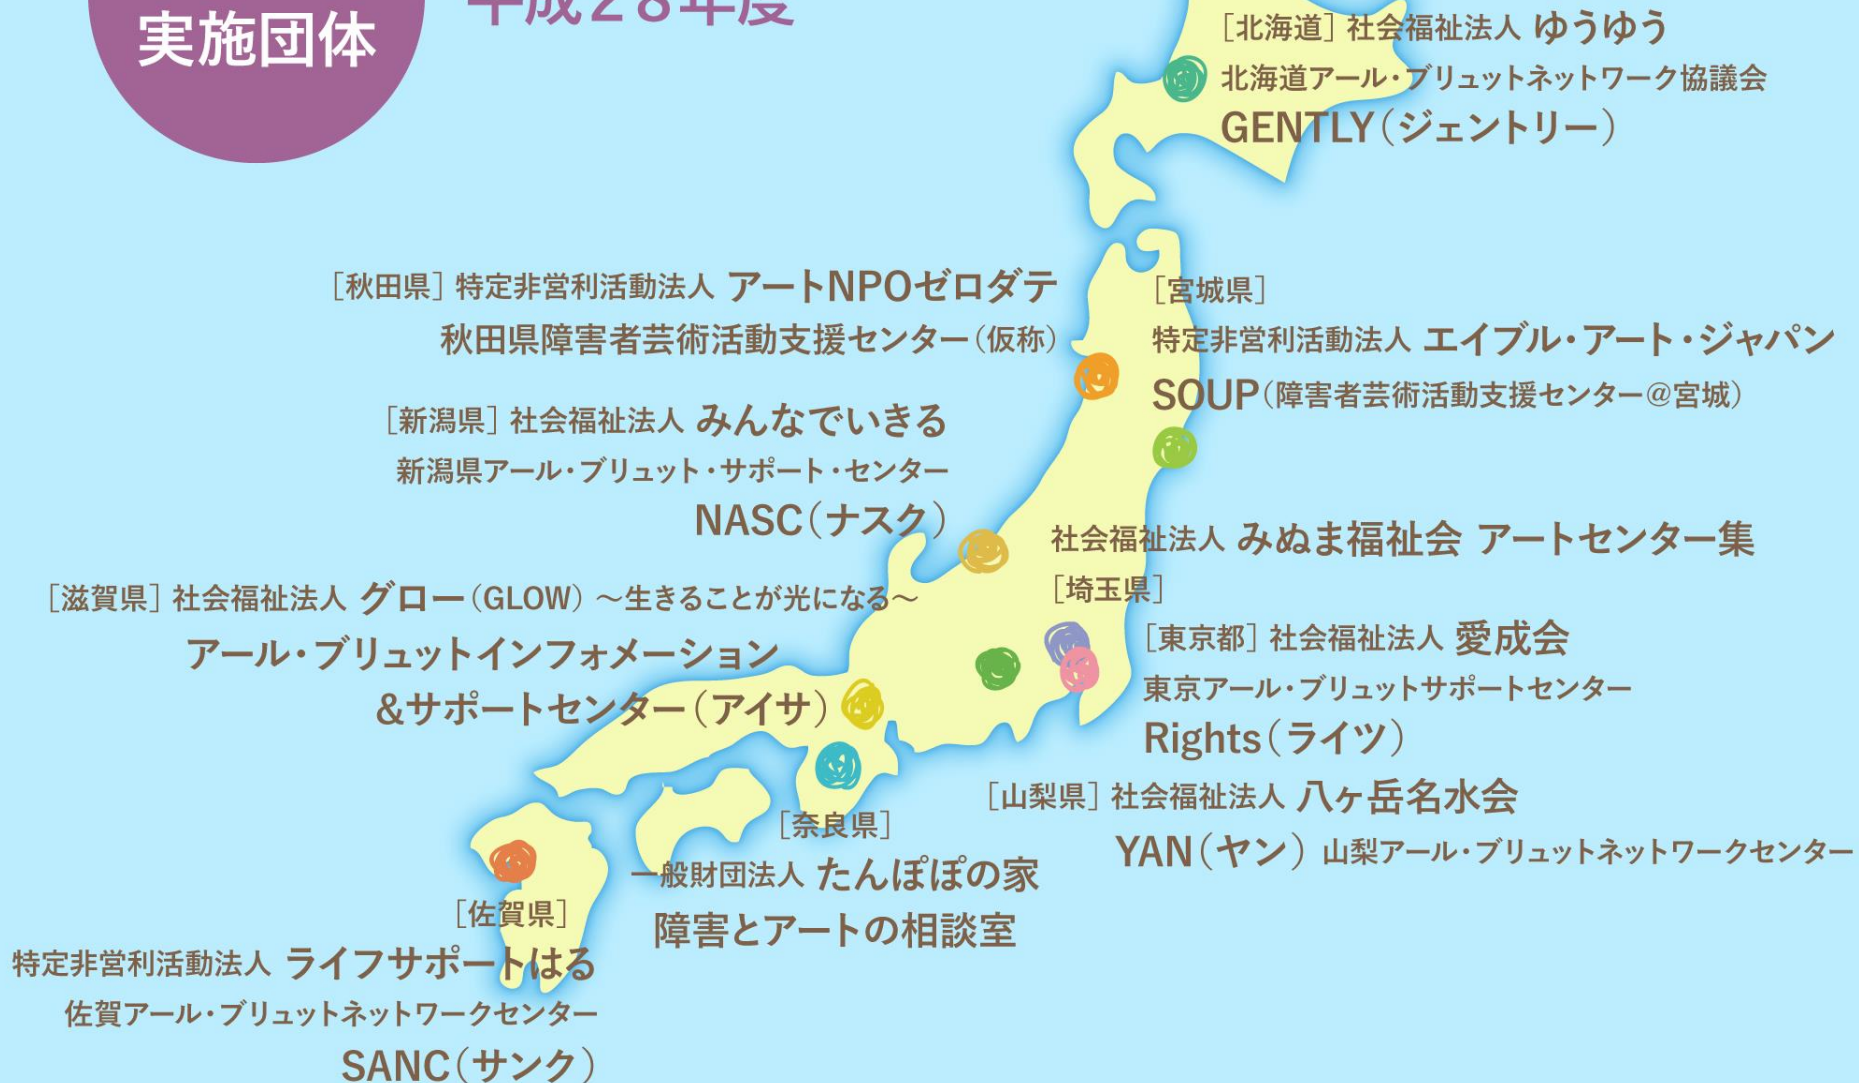 実施団体
平成28年度
[北海道] 社会福祉法人 ゆうゆう
北海道アール・ブリュットネットワーク協議会
GENTLY(ジェントリー)
[秋田県] 特定非営利活動法人 アートNPOゼロダテ
秋田県障害者芸術活動支援センター(仮称)
[宮城県]
特定非営利活動法人 エイブル・アート・ジャパン
SOUP(障害者芸術活動支援センター@宮城)
[新潟県] 社会福祉法人 みんなでいきる
新潟県アール・ブリュット・サポート・センター
NASC(ナスク)
社会福祉法人 みぬま福祉会 アートセンター集
[埼玉県]
[滋賀県] 社会福祉法人 グロー(GLOW) ～生きることが光になる～
アール・ブリュットインフォメーション
&サポートセンター(アイサ)
[東京都] 社会福祉法人 愛成会
東京アール・ブリュットサポートセンター
Rights(ライツ)
[山梨県] 社会福祉法人 八ヶ岳名水会
YAN(ヤン) 山梨アール・ブリュットネットワークセンター
[奈良県]
一般財団法人 たんぽぽの家
障害とアートの相談室
[佐賀県]
特定非営利活動法人 ライフサポートはる
佐賀アール・ブリュットネットワークセンター
SANC(サンク)